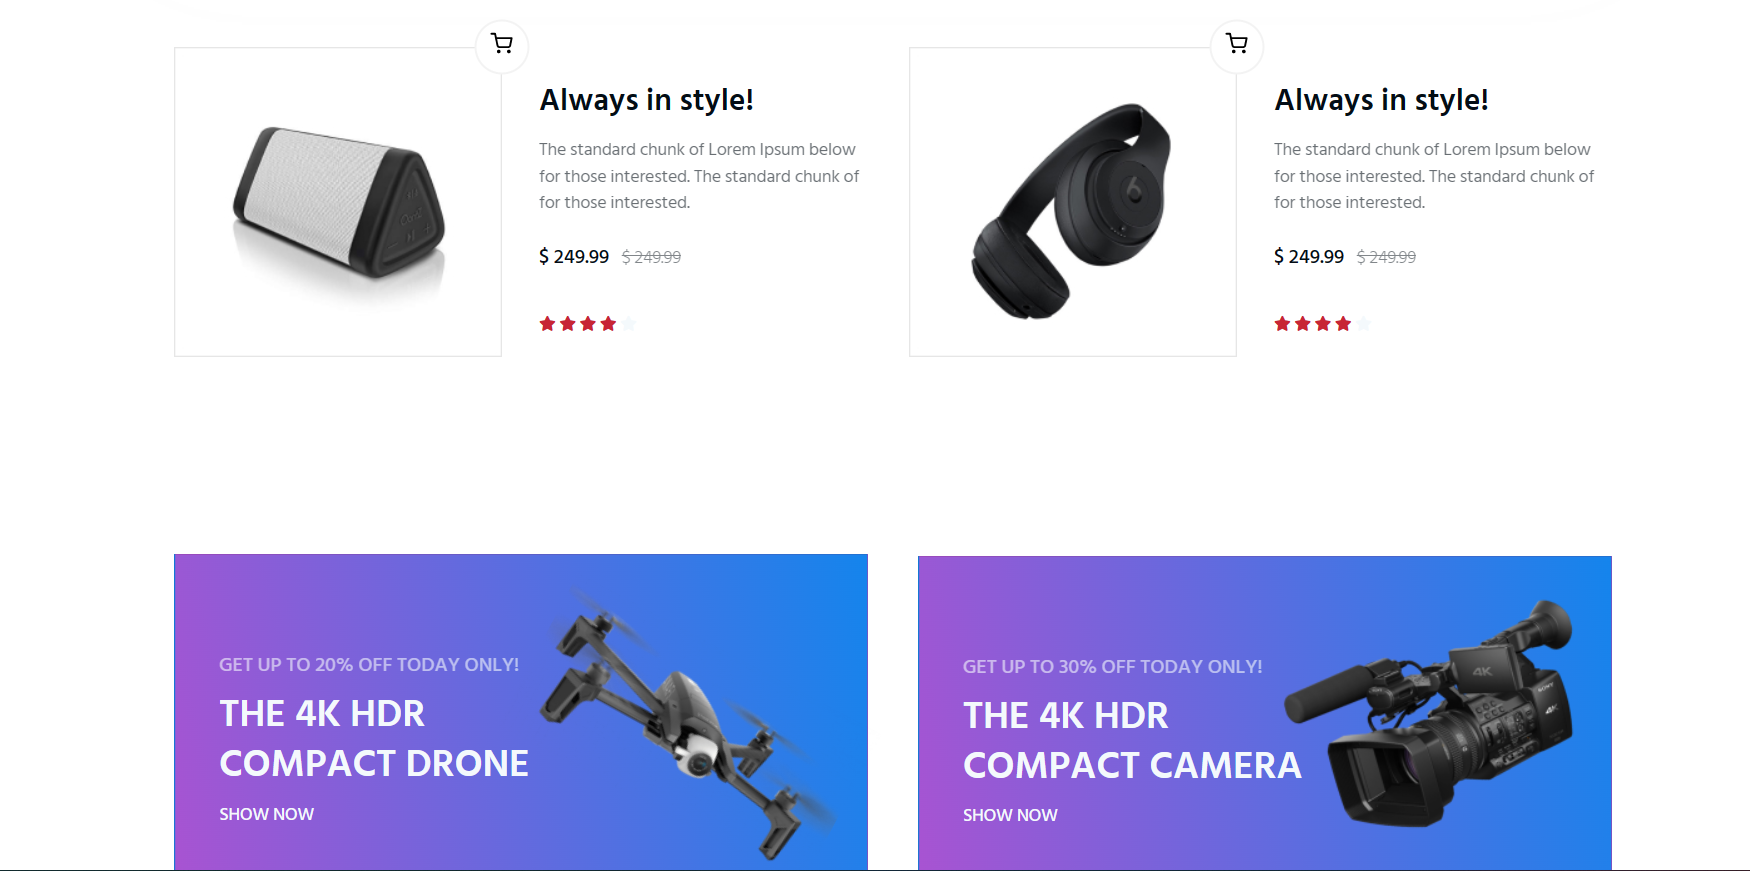 Always in style!
The standard chunk of Lorem Ipsum below
for those interested. The standard chunk of
for those interested.
$ 249.99 $ 249.99
Always in style!
The standard chunk of Lorem Ipsum below
for those interested. The standard chunk of
for those interested.
$ 249.99 $ 249.99
GET UP TO 20% OFF TODAY ONLY!
THE 4K HDR
COMPACT DRONE
SHOW NOW
GET UP TO 30% OFF TODAY ONLY!
THE 4K HDR
COMPACT CAMERA
SHOW NOW
4K
SONY
4K